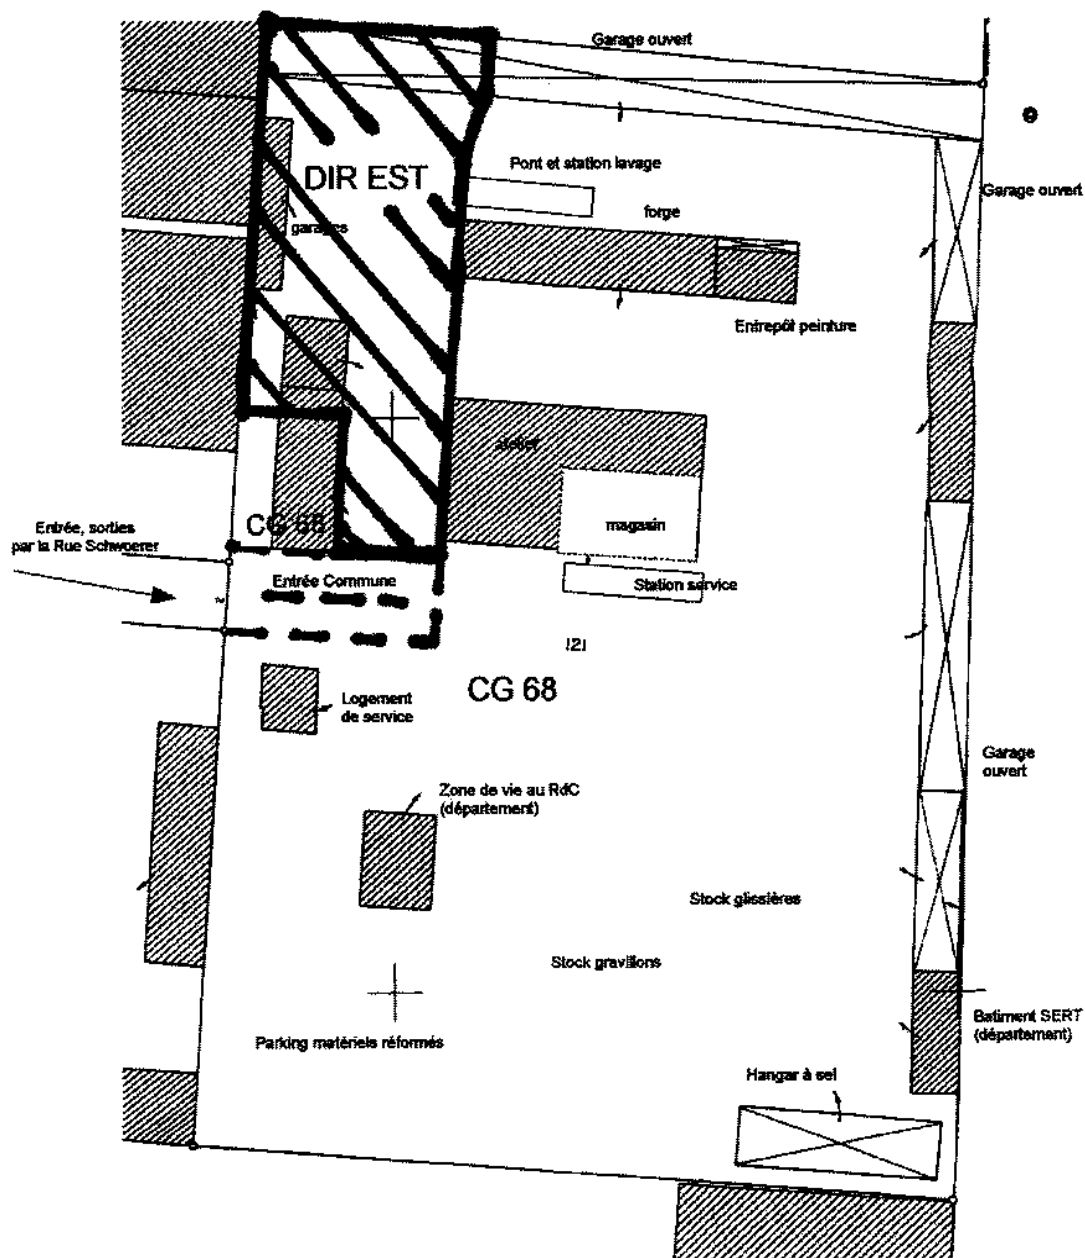 Garage ouvert
Pont et station lavage
Garage ouvert
DIR EST
forge
garages
Entrepôt peinture
atelier
magasin
CG 68
Entrée, sorties
par la Rue Schwoerer
Entrée Commune
Station service
121
CG 68
Logement
de service
Garage
ouvert
Zone de vie au RdC
(département)
Stock glissières
Stock gravillons
Batiment SERT
(département)
Parking matériels réformés
Hangar à sel